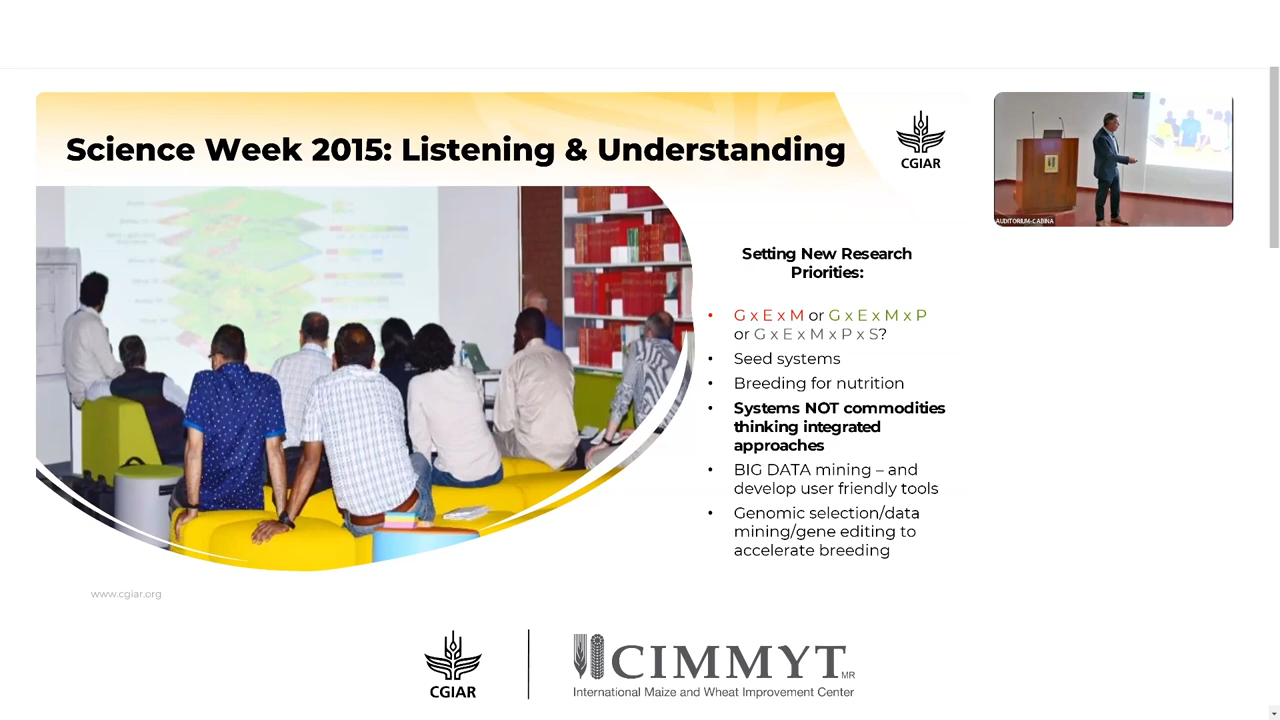 Science Week 2015: Listening & Understanding
CGIAR
AUDITORIUM-CABINA
Setting New Research
Priorities:
• G x E x M or G x E x M x P
or G x E x M x P x S?
• Seed systems
• Breeding for nutrition
• Systems NOT commodities
thinking integrated
approaches
• BIG DATA mining – and
develop user friendly tools
• Genomic selection/data
mining/gene editing to
accelerate breeding
www.cgiar.org
CGIAR
CIMMYT MR
International Maize and Wheat Improvement Center